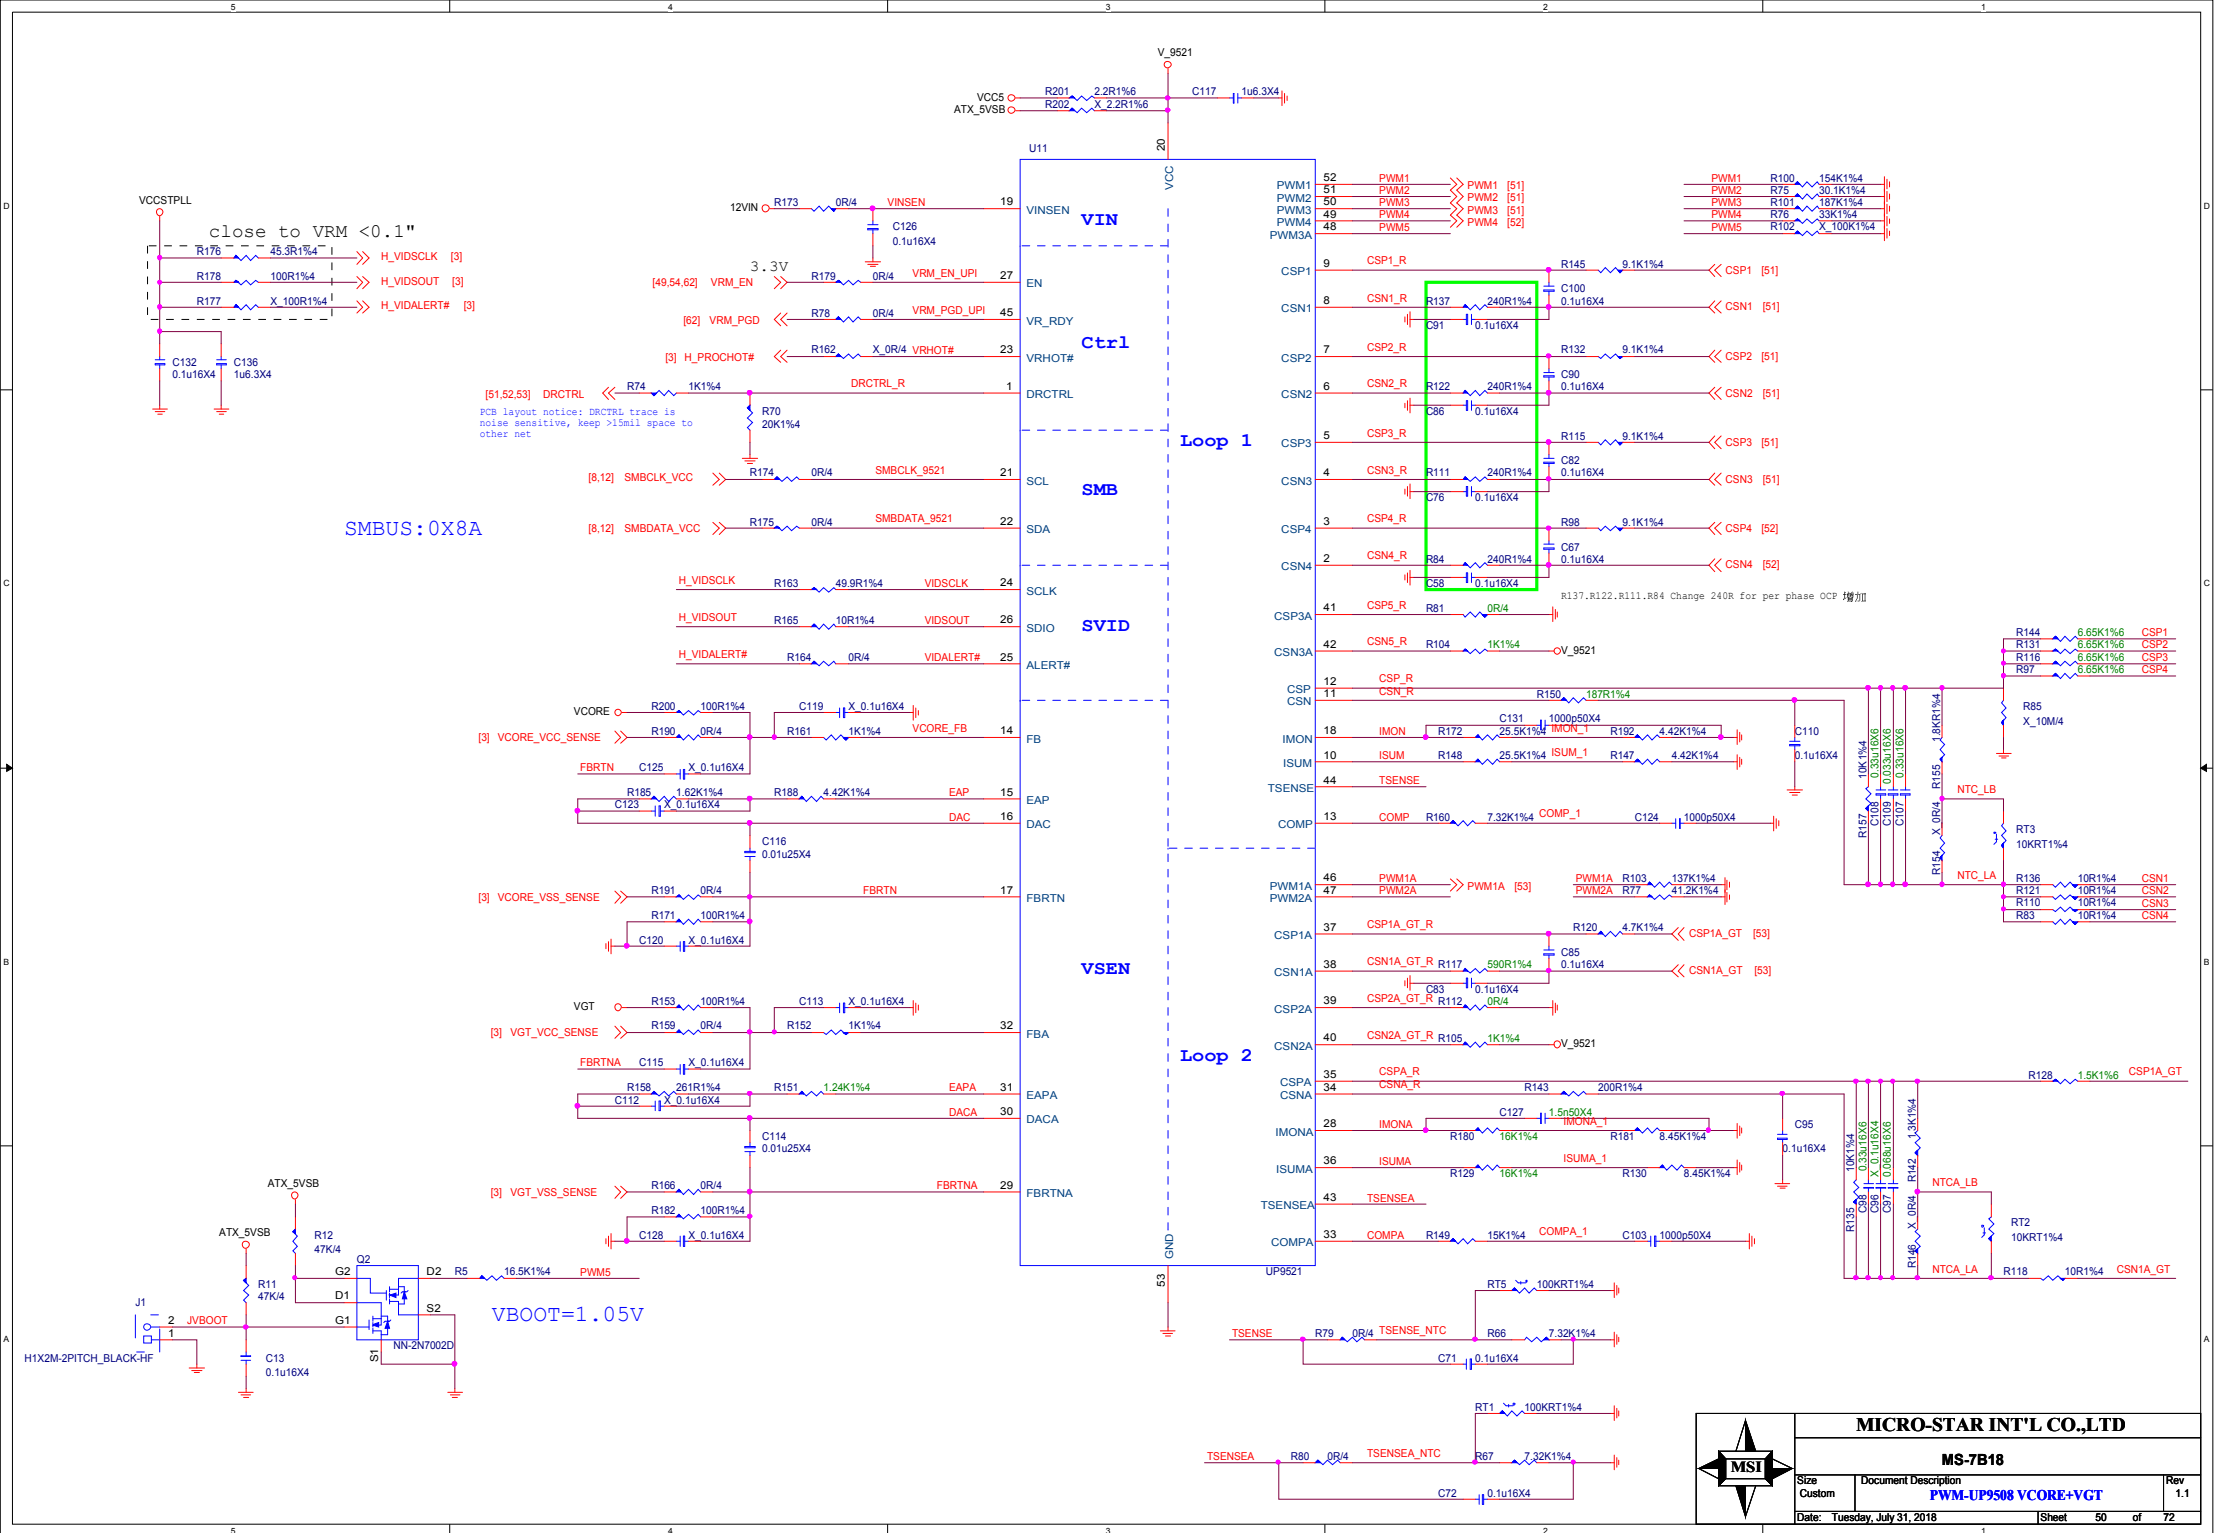 5 4 3 2 1
V_9521
VCC5 R201 2.2R1%6 C117 1u6.3X4
ATX_5VSB R202 X_2.2R1%6
20
U11
VCC
VCCSTPLL
close to VRM <0.1"
R176 45.3R1%4 H_VIDSCLK [3]
R178 100R1%4 H_VIDSOUT [3]
R177 X_100R1%4 H_VIDALERT# [3]
C132 0.1u16X4
C136 1u6.3X4
12VIN R173 0R/4 VINSEN 19 VINSEN
C126 0.1u16X4
VIN
3.3V
[49,54,62] VRM_EN R179 0R/4 VRM_EN_UPI 27 EN
[62] VRM_PGD R78 0R/4 VRM_PGD_UPI 45 VR_RDY
Ctrl
[3] H_PROCHOT# R162 X_0R/4 VRHOT# 23 VRHOT#
[51,52,53] DRCTRL R74 1K1%4 DRCTRL_R 1 DRCTRL
PCB layout notice: DRCTRL trace is
noise sensitive, keep >15mil space to
other net
R70 20K1%4
[8,12] SMBCLK_VCC R174 0R/4 SMBCLK_9521 21 SCL
SMB
SMBUS:0X8A
[8,12] SMBDATA_VCC R175 0R/4 SMBDATA_9521 22 SDA
H_VIDSCLK R163 49.9R1%4 VIDSCLK 24 SCLK
H_VIDSOUT R165 10R1%4 VIDSOUT 26 SDIO
SVID
H_VIDALERT# R164 0R/4 VIDALERT# 25 ALERT#
VCORE R200 100R1%4 C119 X_0.1u16X4
[3] VCORE_VCC_SENSE R190 0R/4 R161 1K1%4 VCORE_FB 14 FB
FBRTN C125 X_0.1u16X4
R185 1.62K1%4 R188 4.42K1%4 EAP 15 EAP
C123 X_0.1u16X4
DAC 16 DAC
C116 0.01u25X4
[3] VCORE_VSS_SENSE R191 0R/4 FBRTN 17 FBRTN
R171 100R1%4
C120 X_0.1u16X4
VSEN
VGT R153 100R1%4 C113 X_0.1u16X4
[3] VGT_VCC_SENSE R159 0R/4 R152 1K1%4 32 FBA
FBRTNA C115 X_0.1u16X4
R158 261R1%4 R151 1.24K1%4 EAPA 31 EAPA
C112 X_0.1u16X4
DACA 30 DACA
C114 0.01u25X4
[3] VGT_VSS_SENSE R166 0R/4 FBRTNA 29 FBRTNA
R182 100R1%4
C128 X_0.1u16X4
GND
53
UP9521
Loop 1
Loop 2
PWM1 52 PWM1 PWM1 [51]
PWM2 51 PWM2 PWM2 [51]
PWM3 50 PWM3 PWM3 [51]
PWM4 49 PWM4 PWM4 [52]
PWM3A 48 PWM5
PWM1 R100 154K1%4
PWM2 R75 30.1K1%4
PWM3 R101 187K1%4
PWM4 R76 33K1%4
PWM5 R102 X_100K1%4
CSP1 9 CSP1_R R145 9.1K1%4 CSP1 [51]
C100 0.1u16X4
CSN1 8 CSN1_R R137 240R1%4 CSN1 [51]
C91 0.1u16X4
CSP2 7 CSP2_R R132 9.1K1%4 CSP2 [51]
C90 0.1u16X4
CSN2 6 CSN2_R R122 240R1%4 CSN2 [51]
C86 0.1u16X4
CSP3 5 CSP3_R R115 9.1K1%4 CSP3 [51]
C82 0.1u16X4
CSN3 4 CSN3_R R111 240R1%4 CSN3 [51]
C76 0.1u16X4
CSP4 3 CSP4_R R98 9.1K1%4 CSP4 [52]
C67 0.1u16X4
CSN4 2 CSN4_R R84 240R1%4 CSN4 [52]
C58 0.1u16X4
R137.R122.R111.R84 Change 240R for per phase OCP 增加
CSP3A 41 CSP5_R R81 0R/4
CSN3A 42 CSN5_R R104 1K1%4 V_9521
CSP 12 CSP_R
CSN 11 CSN_R R150 187R1%4
C131 1000p50X4
IMON 18 IMON R172 25.5K1%4 IMON_1 R192 4.42K1%4
ISUM 10 ISUM R148 25.5K1%4 ISUM_1 R147 4.42K1%4
TSENSE 44 TSENSE
COMP 13 COMP R160 7.32K1%4 COMP_1 C124 1000p50X4
C110 0.1u16X4
R144 6.65K1%6 CSP1
R131 6.65K1%6 CSP2
R116 6.65K1%6 CSP3
R97 6.65K1%6 CSP4
R85 X_10M/4
R157 10K1%4
C108 0.33u16X6
C109 0.033u16X6
C107 0.33u16X6
R155 1.8KR1%4
R154 X_0R/4
NTC_LB
RT3 10KRT1%4
NTC_LA
R136 10R1%4 CSN1
R121 10R1%4 CSN2
R110 10R1%4 CSN3
R83 10R1%4 CSN4
PWM1A 46 PWM1A PWM1A [53]
PWM2A 47 PWM2A
PWM1A R103 137K1%4
PWM2A R77 41.2K1%4
CSP1A 37 CSP1A_GT_R R120 4.7K1%4 CSP1A_GT [53]
C85 0.1u16X4
CSN1A 38 CSN1A_GT_R R117 590R1%4 CSN1A_GT [53]
C83 0.1u16X4
CSP2A 39 CSP2A_GT_R R112 0R/4
CSN2A 40 CSN2A_GT_R R105 1K1%4 V_9521
CSPA 35 CSPA_R
CSNA 34 CSNA_R R143 200R1%4
C127 1.5n50X4
IMONA 28 IMONA R180 16K1%4 IMONA_1 R181 8.45K1%4
ISUMA 36 ISUMA R129 16K1%4 ISUMA_1 R130 8.45K1%4
TSENSEA 43 TSENSEA
COMPA 33 COMPA R149 15K1%4 COMPA_1 C103 1000p50X4
C95 0.1u16X4
R128 1.5K1%6 CSP1A_GT
R135 10K1%4
C98 0.33u16X6
C96 X_0.1u16X4
C97 0.068u16X6
R142 1.3K1%4
R146 X_0R/4
NTCA_LB
RT2 10KRT1%4
NTCA_LA R118 10R1%4 CSN1A_GT
ATX_5VSB
R12 47K/4
ATX_5VSB
R11 47K/4
Q2
G2 D2 R5 16.5K1%4 PWM5
D1 S2
G1
S1
NN-2N7002D
VBOOT=1.05V
J1
2 JVBOOT
1
H1X2M-2PITCH_BLACK-HF
C13 0.1u16X4
RT5 100KRT1%4
TSENSE R79 0R/4 TSENSE_NTC R66 7.32K1%4
C71 0.1u16X4
RT1 100KRT1%4
TSENSEA R80 0R/4 TSENSEA_NTC R67 7.32K1%4
C72 0.1u16X4
MSI
MICRO-STAR INT'L CO.,LTD
MS-7B18
Size Custom
Document Description
PWM-UP9508 VCORE+VGT
Rev 1.1
Date: Tuesday, July 31, 2018 Sheet 50 of 72
D D
C C
B B
A A
5 4 3 2 1